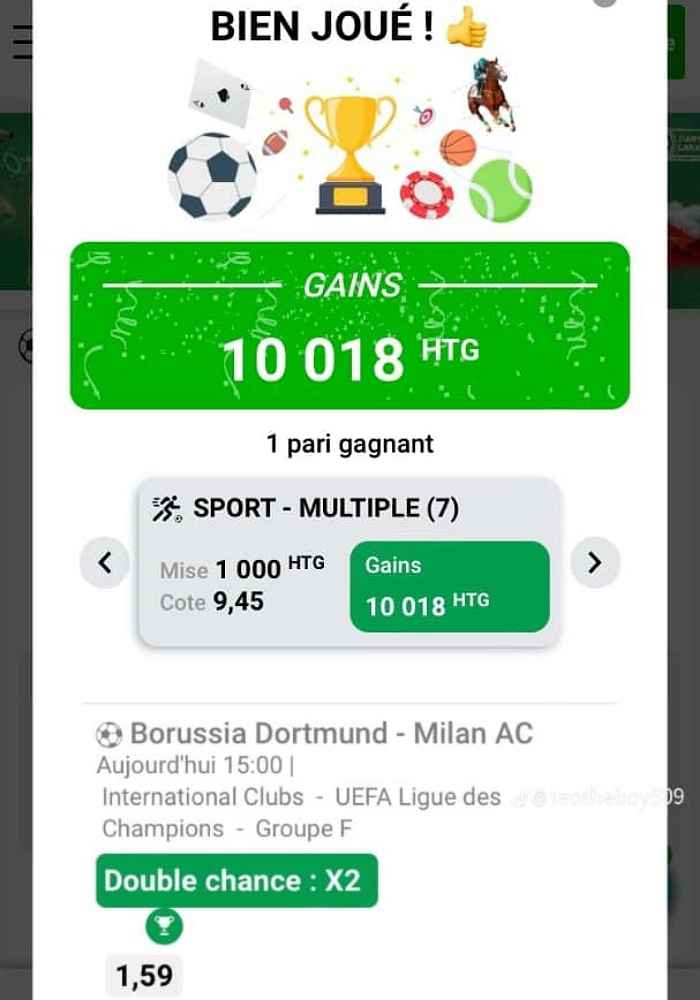 BIEN JOUÉ ! 👍
GAINS
10 018 HTG
1 pari gagnant
SPORT - MULTIPLE (7)
Mise 1 000 HTG
Cote 9,45
Gains
10 018 HTG
Borussia Dortmund - Milan AC
Aujourd'hui 15:00 |
International Clubs - UEFA Ligue des
Champions - Groupe F
Double chance : X2
1,59